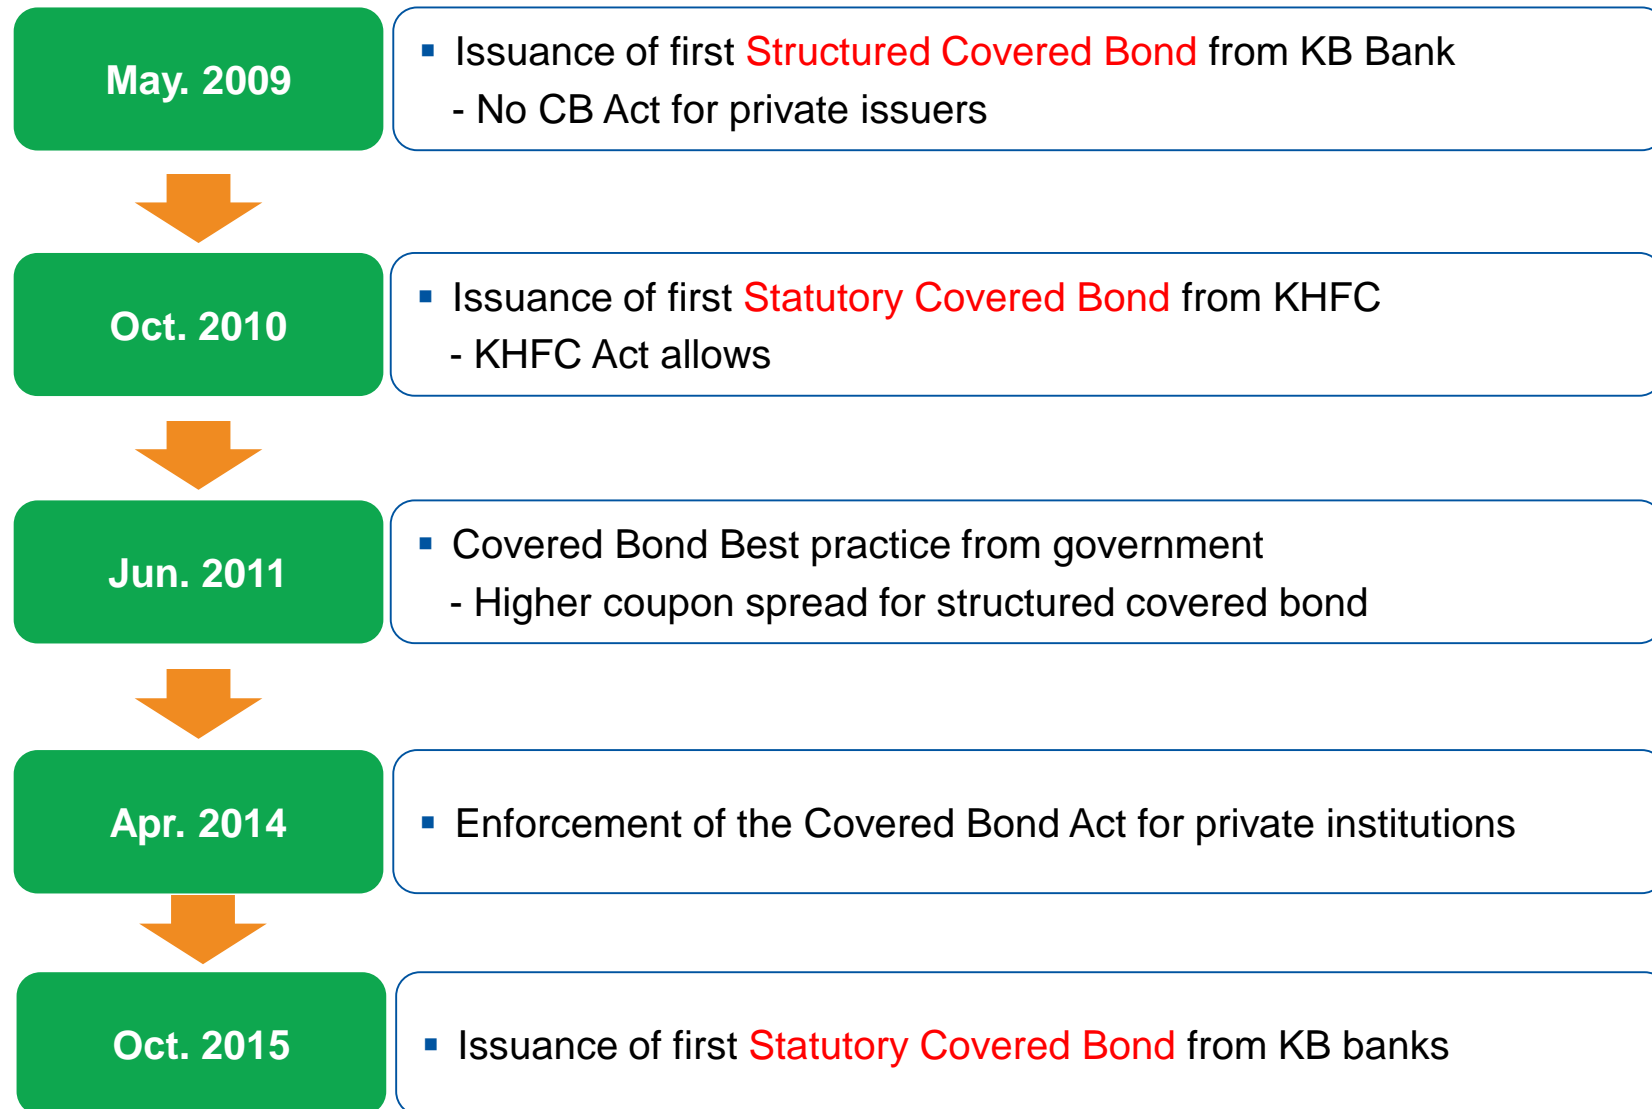 May. 2009
▪ Issuance of first Structured Covered Bond from KB Bank
- No CB Act for private issuers
Oct. 2010
▪ Issuance of first Statutory Covered Bond from KHFC
- KHFC Act allows
Jun. 2011
▪ Covered Bond Best practice from government
- Higher coupon spread for structured covered bond
Apr. 2014
▪ Enforcement of the Covered Bond Act for private institutions
Oct. 2015
▪ Issuance of first Statutory Covered Bond from KB banks